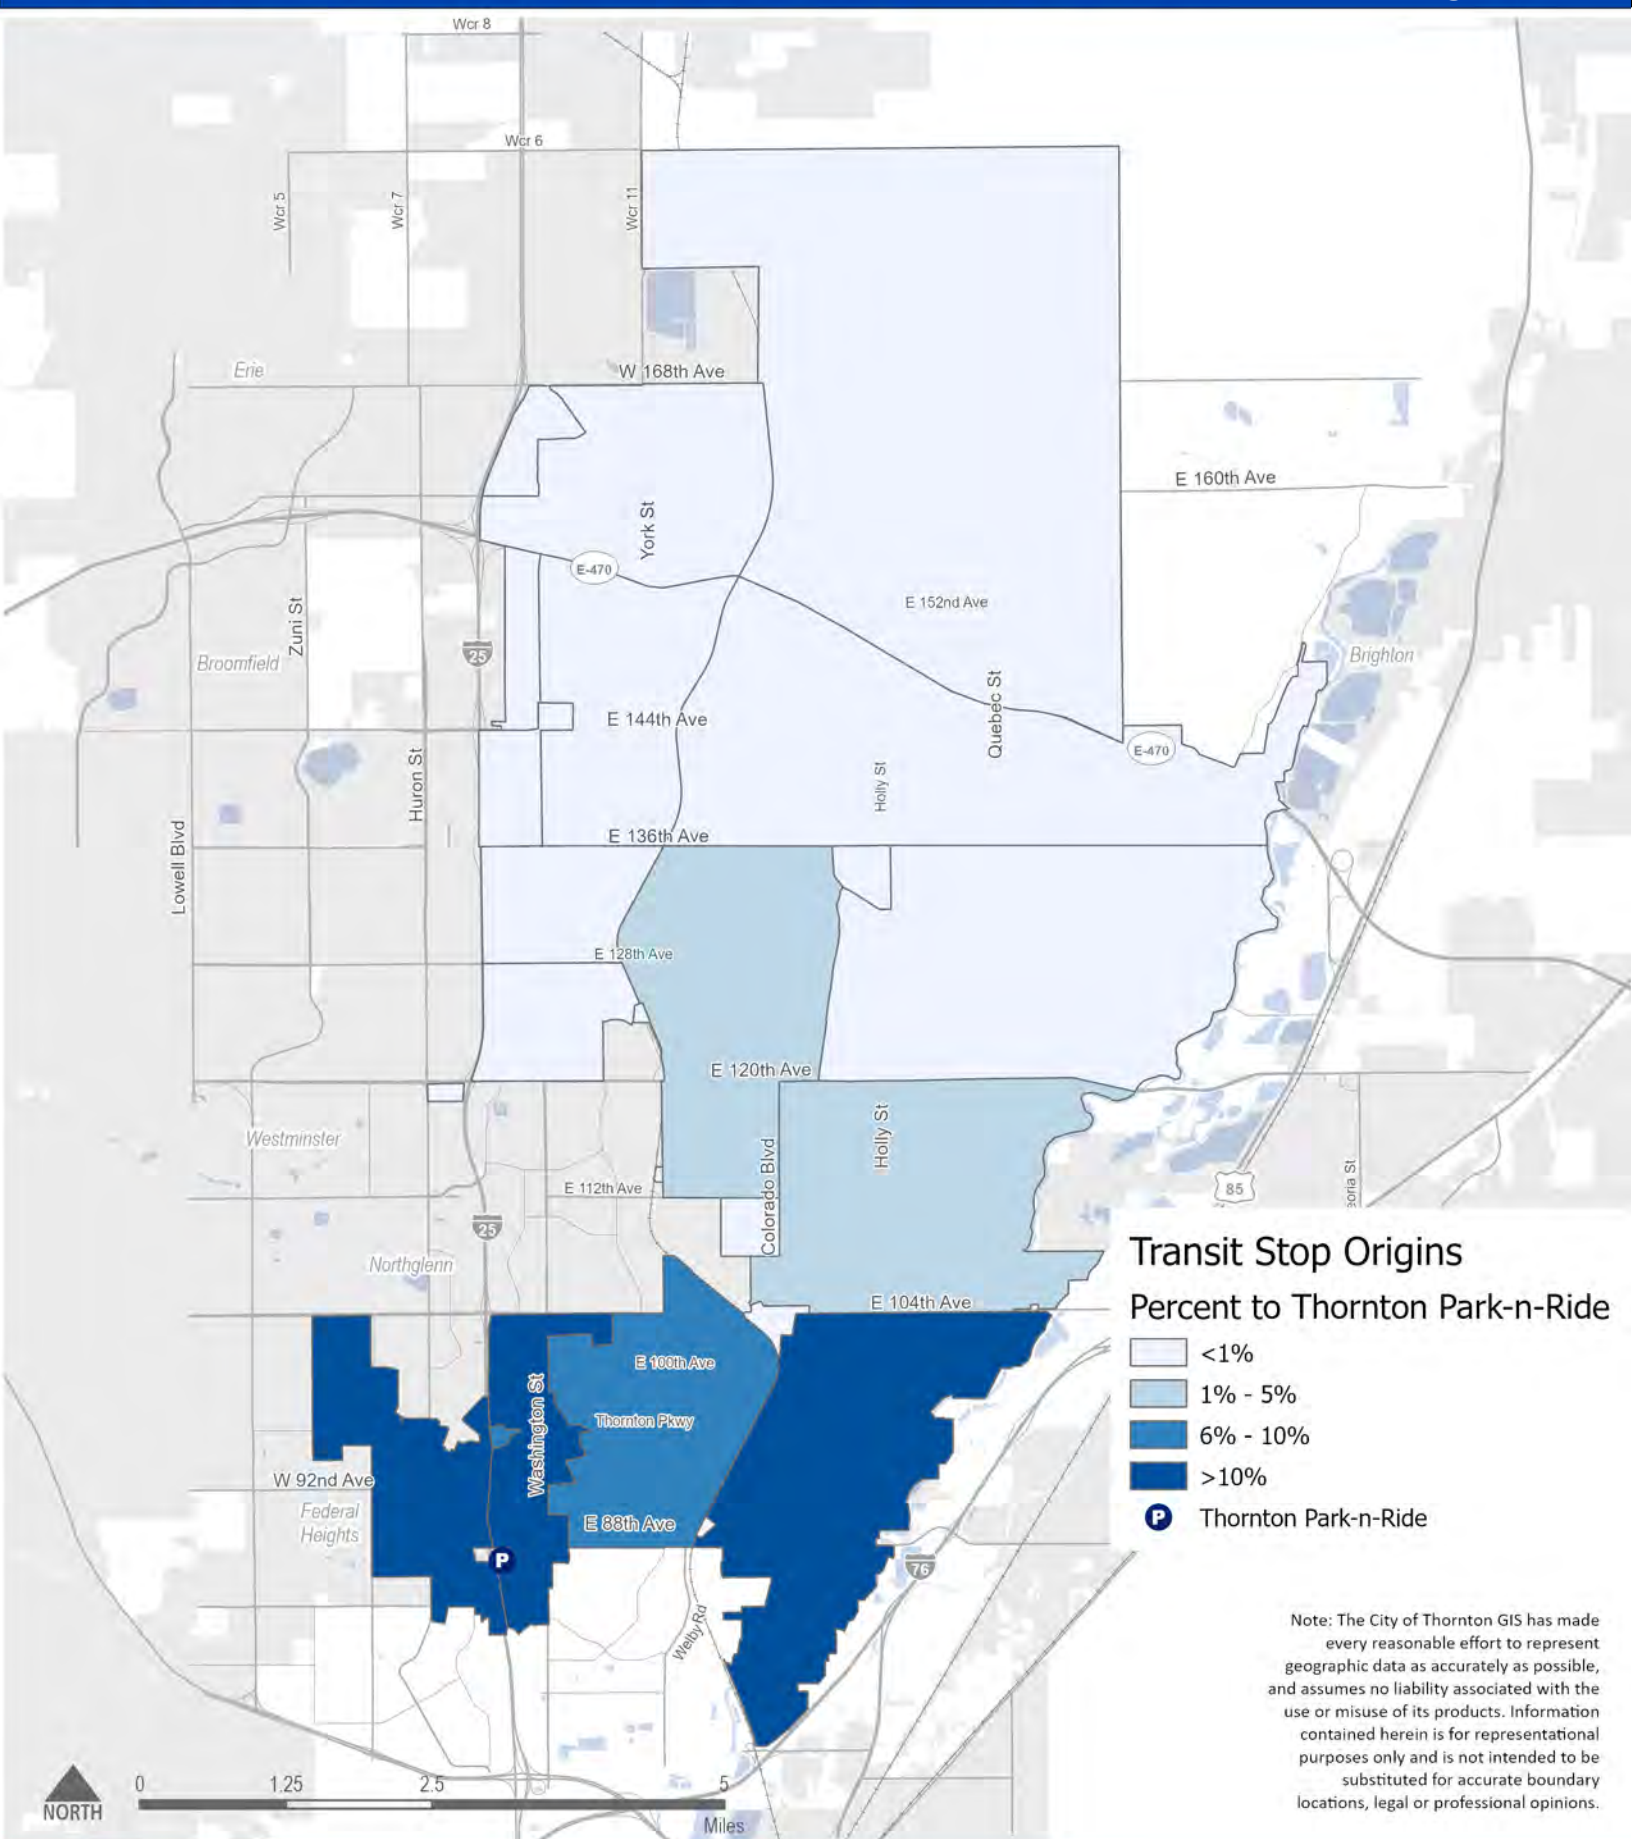 Wcr 8
Wcr 6
Wcr 5
Wcr 7
Wcr 11
Erie
W 168th Ave
E 160th Ave
York St
E-470
E 152nd Ave
Zuni St
Broomfield
25
Brighton
Quebec St
E 144th Ave
E-470
Huron St
Holly St
E 136th Ave
Lowell Blvd
E 128th Ave
E 120th Ave
Holly St
Westminster
Colorado Blvd
E 112th Ave
85
eoria St
25
Northglenn
E 104th Ave
E 100th Ave
Washington St
Thornton Pkwy
W 92nd Ave
Federal
Heights
E 88th Ave
P
76
Welby Rd
Transit Stop Origins
Percent to Thornton Park-n-Ride
<1%
1% - 5%
6% - 10%
>10%
P Thornton Park-n-Ride
Note: The City of Thornton GIS has made
every reasonable effort to represent
geographic data as accurately as possible,
and assumes no liability associated with the
use or misuse of its products. Information
contained herein is for representational
purposes only and is not intended to be
substituted for accurate boundary
locations, legal or professional opinions.
NORTH
0 1.25 2.5 5
Miles